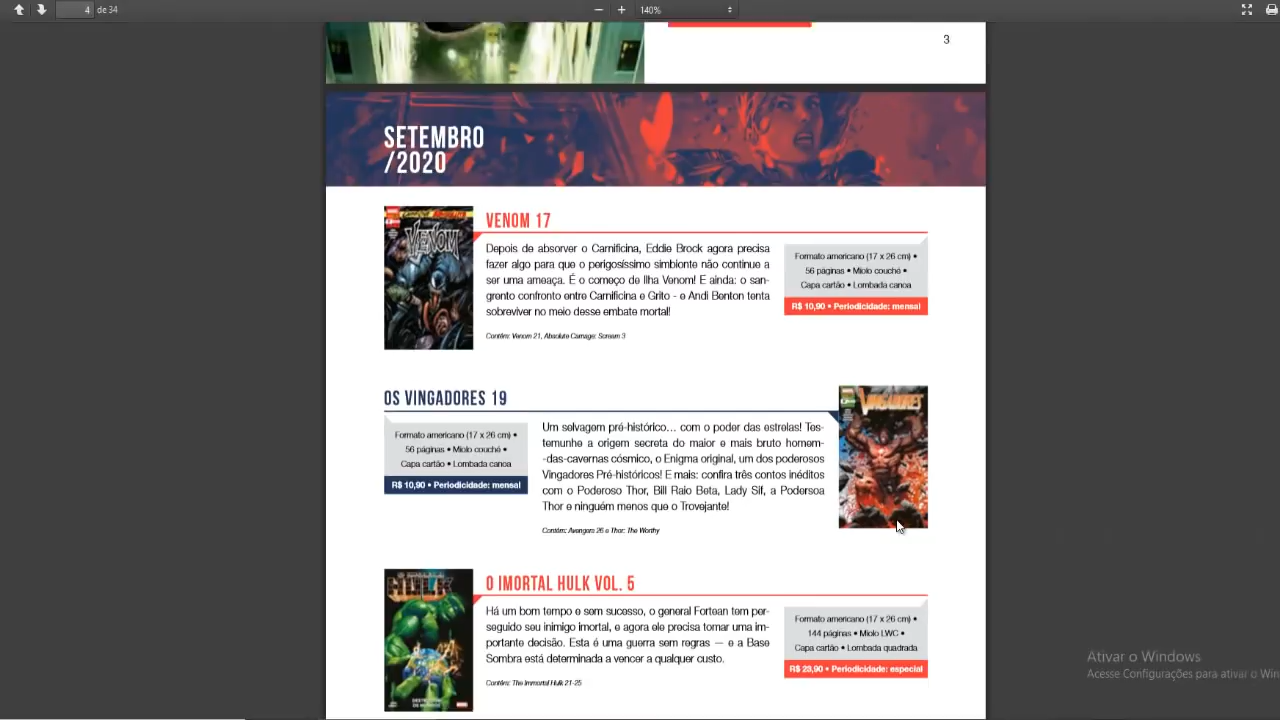 4 de 34
140%
3
SETEMBRO
/2020
VENOM
VENOM 17
Depois de absorver o Carnificina, Eddie Brock agora precisa
fazer algo para que o perigosíssimo simbionte não continue a
ser uma ameaça. É o começo de Ilha Venom! E ainda: o san-
grento confronto entre Carnificina e Grito - e Andi Benton tenta
sobreviver no meio desse embate mortal!
Contém: Venom 21, Absolute Carnage: Scream 3
Formato americano (17 x 26 cm) •
56 páginas • Miolo couché •
Capa cartão • Lombada canoa
R$ 10,90 • Periodicidade: mensal
OS VINGADORES 19
Formato americano (17 x 26 cm) •
56 páginas • Miolo couché •
Capa cartão • Lombada canoa
R$ 10,90 • Periodicidade: mensal
Um selvagem pré-histórico... com o poder das estrelas! Tes-
temunhe a origem secreta do maior e mais bruto homem-
-das-cavernas cósmico, o Enigma original, um dos poderosos
Vingadores Pré-históricos! E mais: confira três contos inéditos
com o Poderoso Thor, Bill Raio Beta, Lady Sif, a Podersoa
Thor e ninguém menos que o Trovejante!
Contém: Avengers 26 e Thor: The Worthy
VINGADORES
HULK
O IMORTAL HULK VOL. 5
Há um bom tempo e sem sucesso, o general Fortean tem per-
seguido seu inimigo imortal, e agora ele precisa tomar uma im-
portante decisão. Esta é uma guerra sem regras — e a Base
Sombra está determinada a vencer a qualquer custo.
Contém: The Immortal Hulk 21-25
Formato americano (17 x 26 cm) •
144 páginas • Miolo LWC •
Capa cartão • Lombada quadrada
R$ 23,90 • Periodicidade: especial
Ativar o Windows
Acesse Configurações para ativar o Win